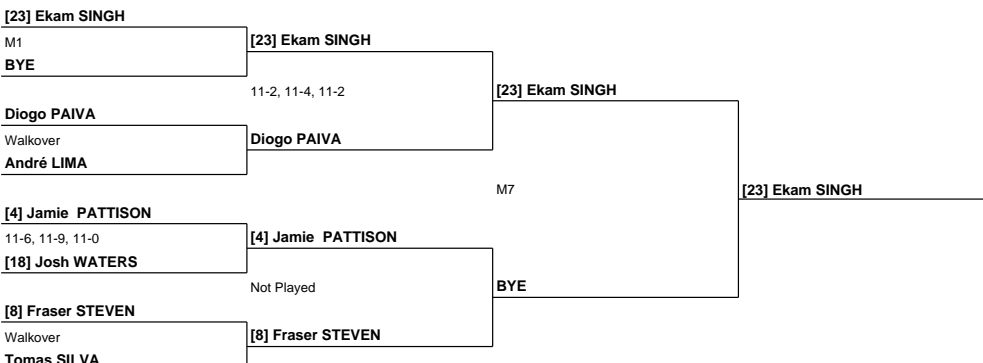 [23] Ekam SINGH
M1
BYE
[23] Ekam SINGH
11-2, 11-4, 11-2
Diogo PAIVA
Walkover
André LIMA
Diogo PAIVA
[23] Ekam SINGH
M7
[23] Ekam SINGH
[4] Jamie PATTISON
11-6, 11-9, 11-0
[18] Josh WATERS
[4] Jamie PATTISON
Not Played
[8] Fraser STEVEN
Walkover
Tomas SILVA
[8] Fraser STEVEN
BYE